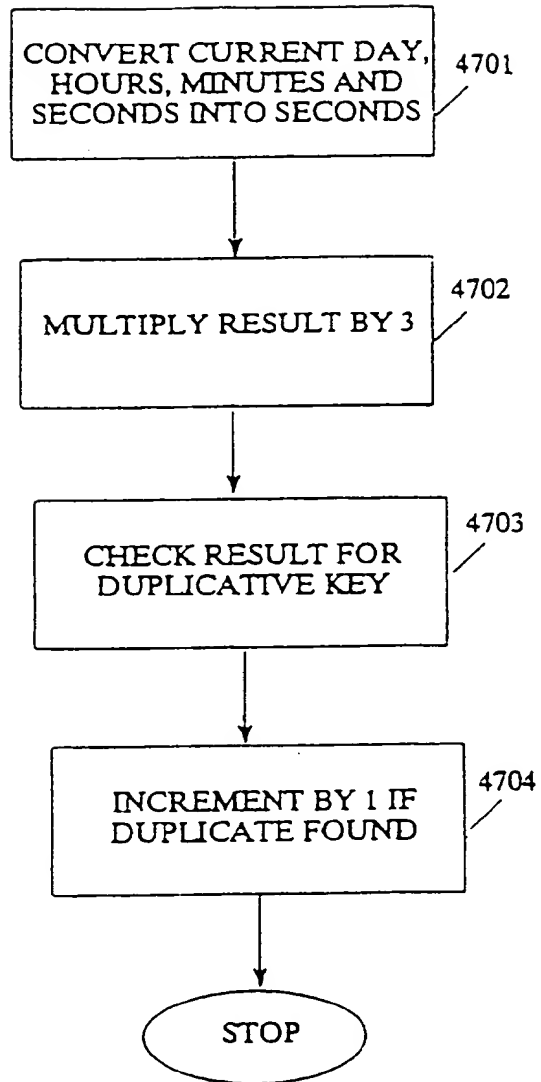 CONVERT CURRENT DAY,
HOURS, MINUTES AND
SECONDS INTO SECONDS
4701
MULTIPLY RESULT BY 3
4702
CHECK RESULT FOR
DUPLICATIVE KEY
4703
INCREMENT BY 1 IF
DUPLICATE FOUND
4704
STOP